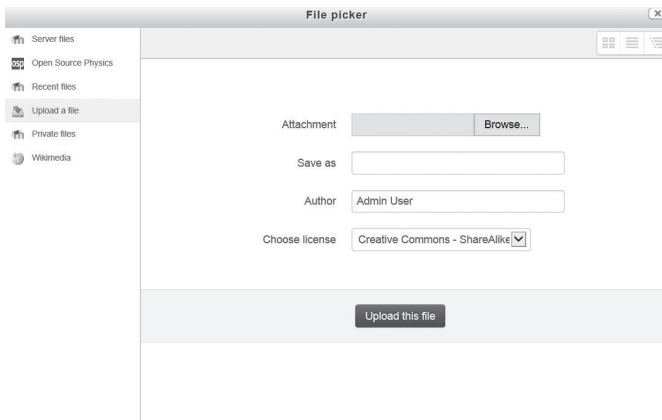 File picker
Server files
osp Open Source Physics
Recent files
Upload a file
Private files
Wikimedia
Attachment Browse...
Save as
Author Admin User
Choose license Creative Commons - ShareAlike
Upload this file